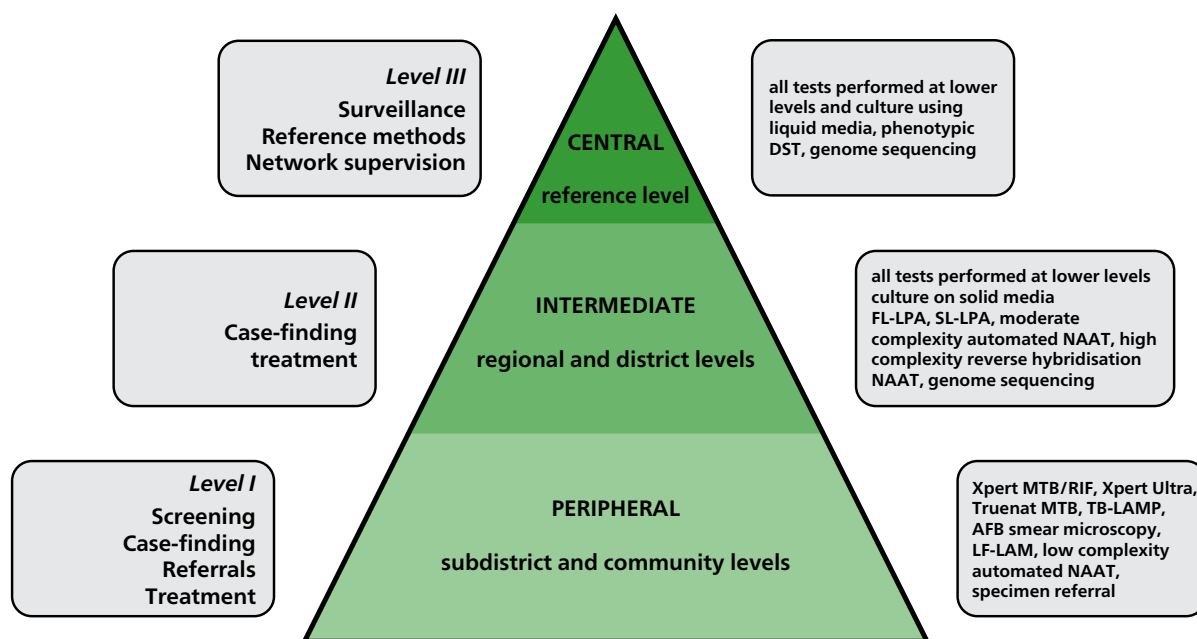 Level III
Surveillance
Reference methods
Network supervision
CENTRAL
reference level
all tests performed at lower
levels and culture using
liquid media, phenotypic
DST, genome sequencing
Level II
Case-finding
treatment
INTERMEDIATE
regional and district levels
all tests performed at lower levels
culture on solid media
FL-LPA, SL-LPA, moderate
complexity automated NAAT, high
complexity reverse hybridisation
NAAT, genome sequencing
Level I
Screening
Case-finding
Referrals
Treatment
PERIPHERAL
subdistrict and community levels
Xpert MTB/RIF, Xpert Ultra,
Truenat MTB, TB-LAMP,
AFB smear microscopy,
LF-LAM, low complexity
automated NAAT,
specimen referral